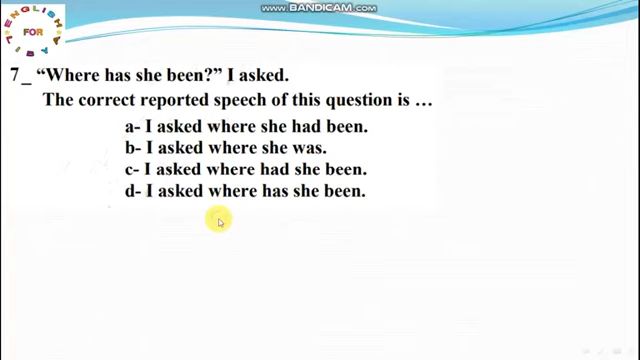 www.BANDICAM.com
ENGLISH
FOR
7_ “Where has she been?” I asked.
The correct reported speech of this question is …
a- I asked where she had been.
b- I asked where she was.
c- I asked where had she been.
d- I asked where has she been.